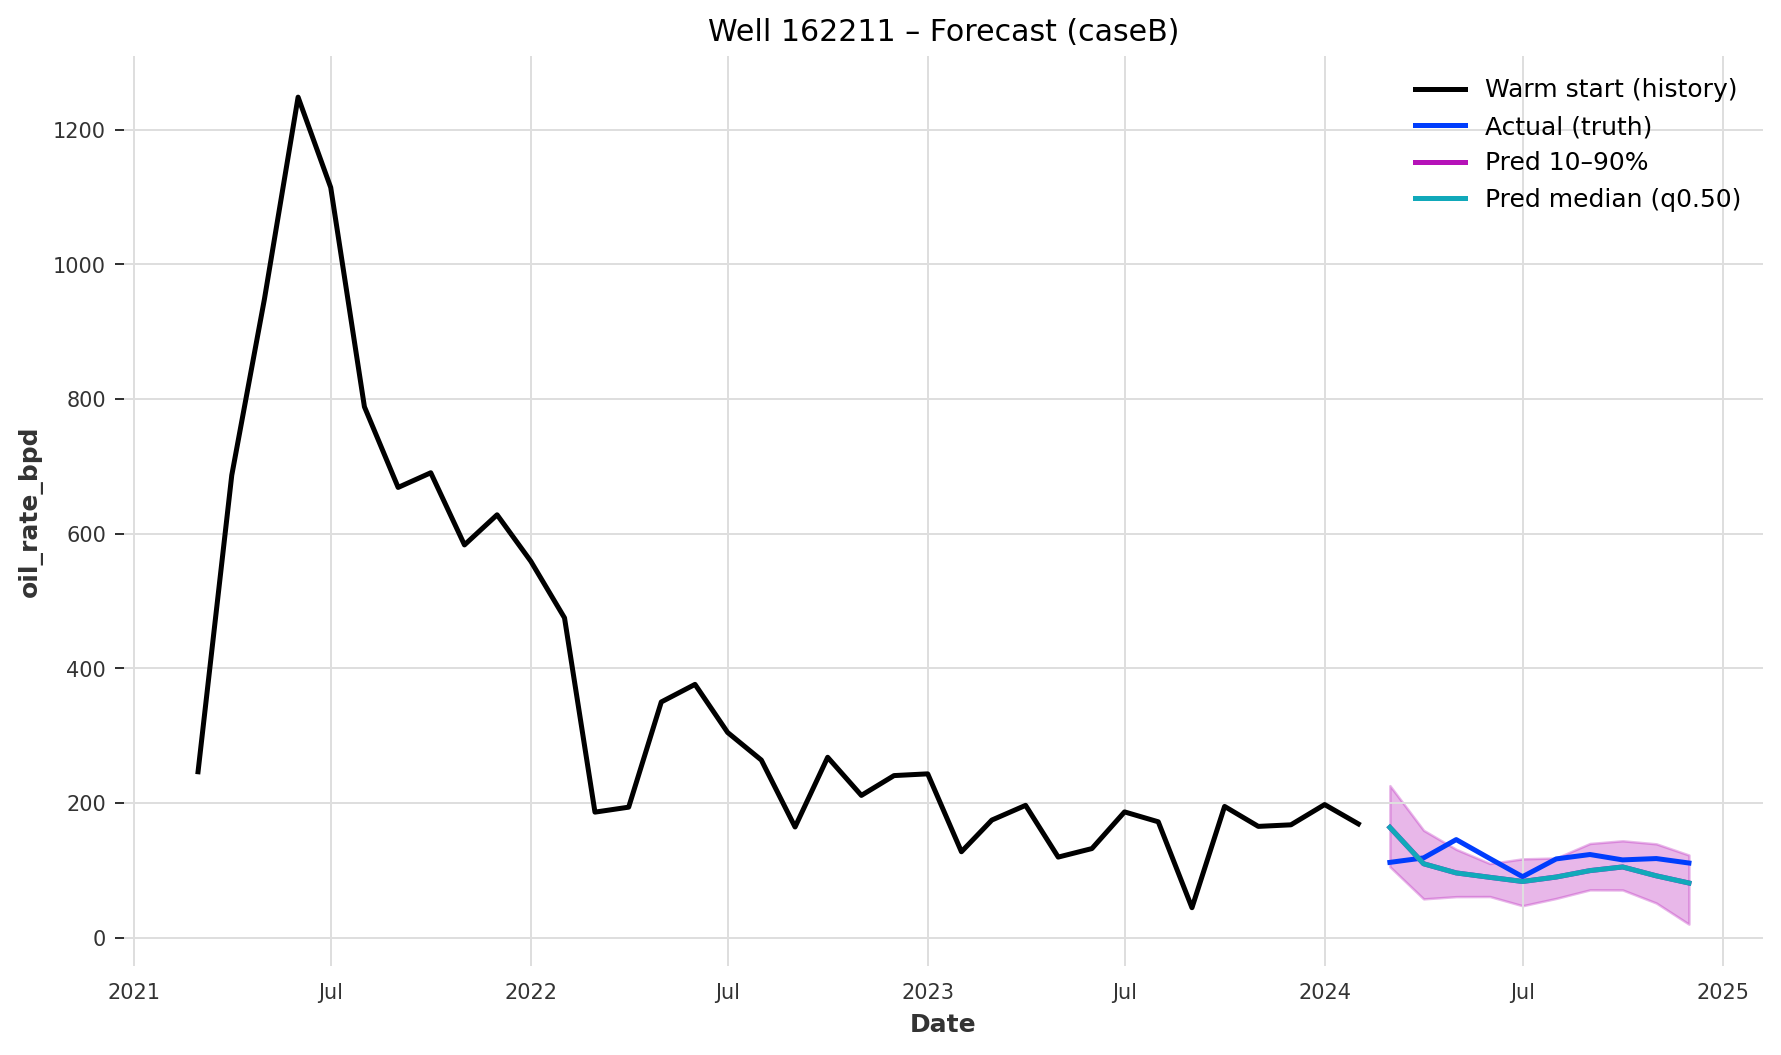 Well 162211 – Forecast (caseB)
Warm start (history)
Actual (truth)
Pred 10–90%
Pred median (q0.50)
oil_rate_bpd
1200
1000
800
600
400
200
0
2021
Jul
2022
Jul
2023
Jul
2024
Jul
2025
Date